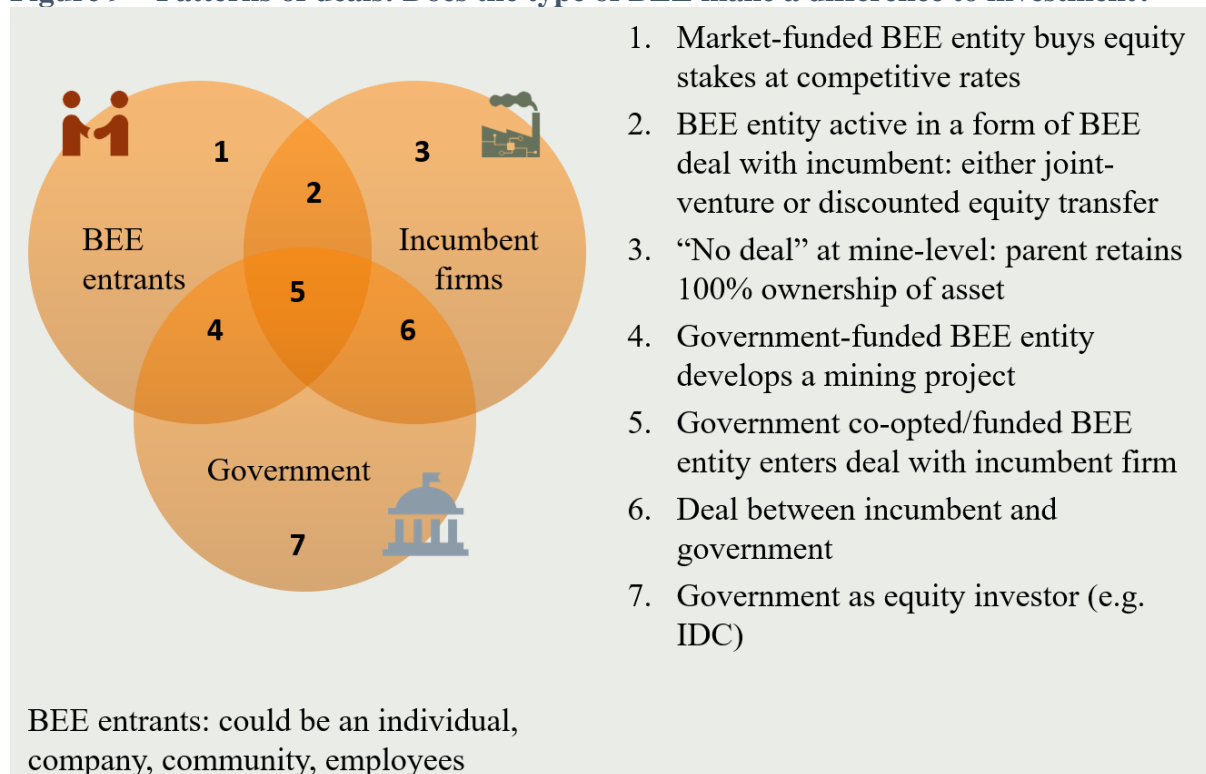 Figure 9 – Patterns of deals: Does the type of BEE make a difference to investment?
1. Market-funded BEE entity buys equity
stakes at competitive rates
2. BEE entity active in a form of BEE
deal with incumbent: either joint-
venture or discounted equity transfer
3. “No deal” at mine-level: parent retains
100% ownership of asset
4. Government-funded BEE entity
develops a mining project
5. Government co-opted/funded BEE
entity enters deal with incumbent firm
6. Deal between incumbent and
government
7. Government as equity investor (e.g.
IDC)
1
3
2
BEE
entrants
Incumbent
firms
5
4
6
Government
7
BEE entrants: could be an individual,
company, community, employees